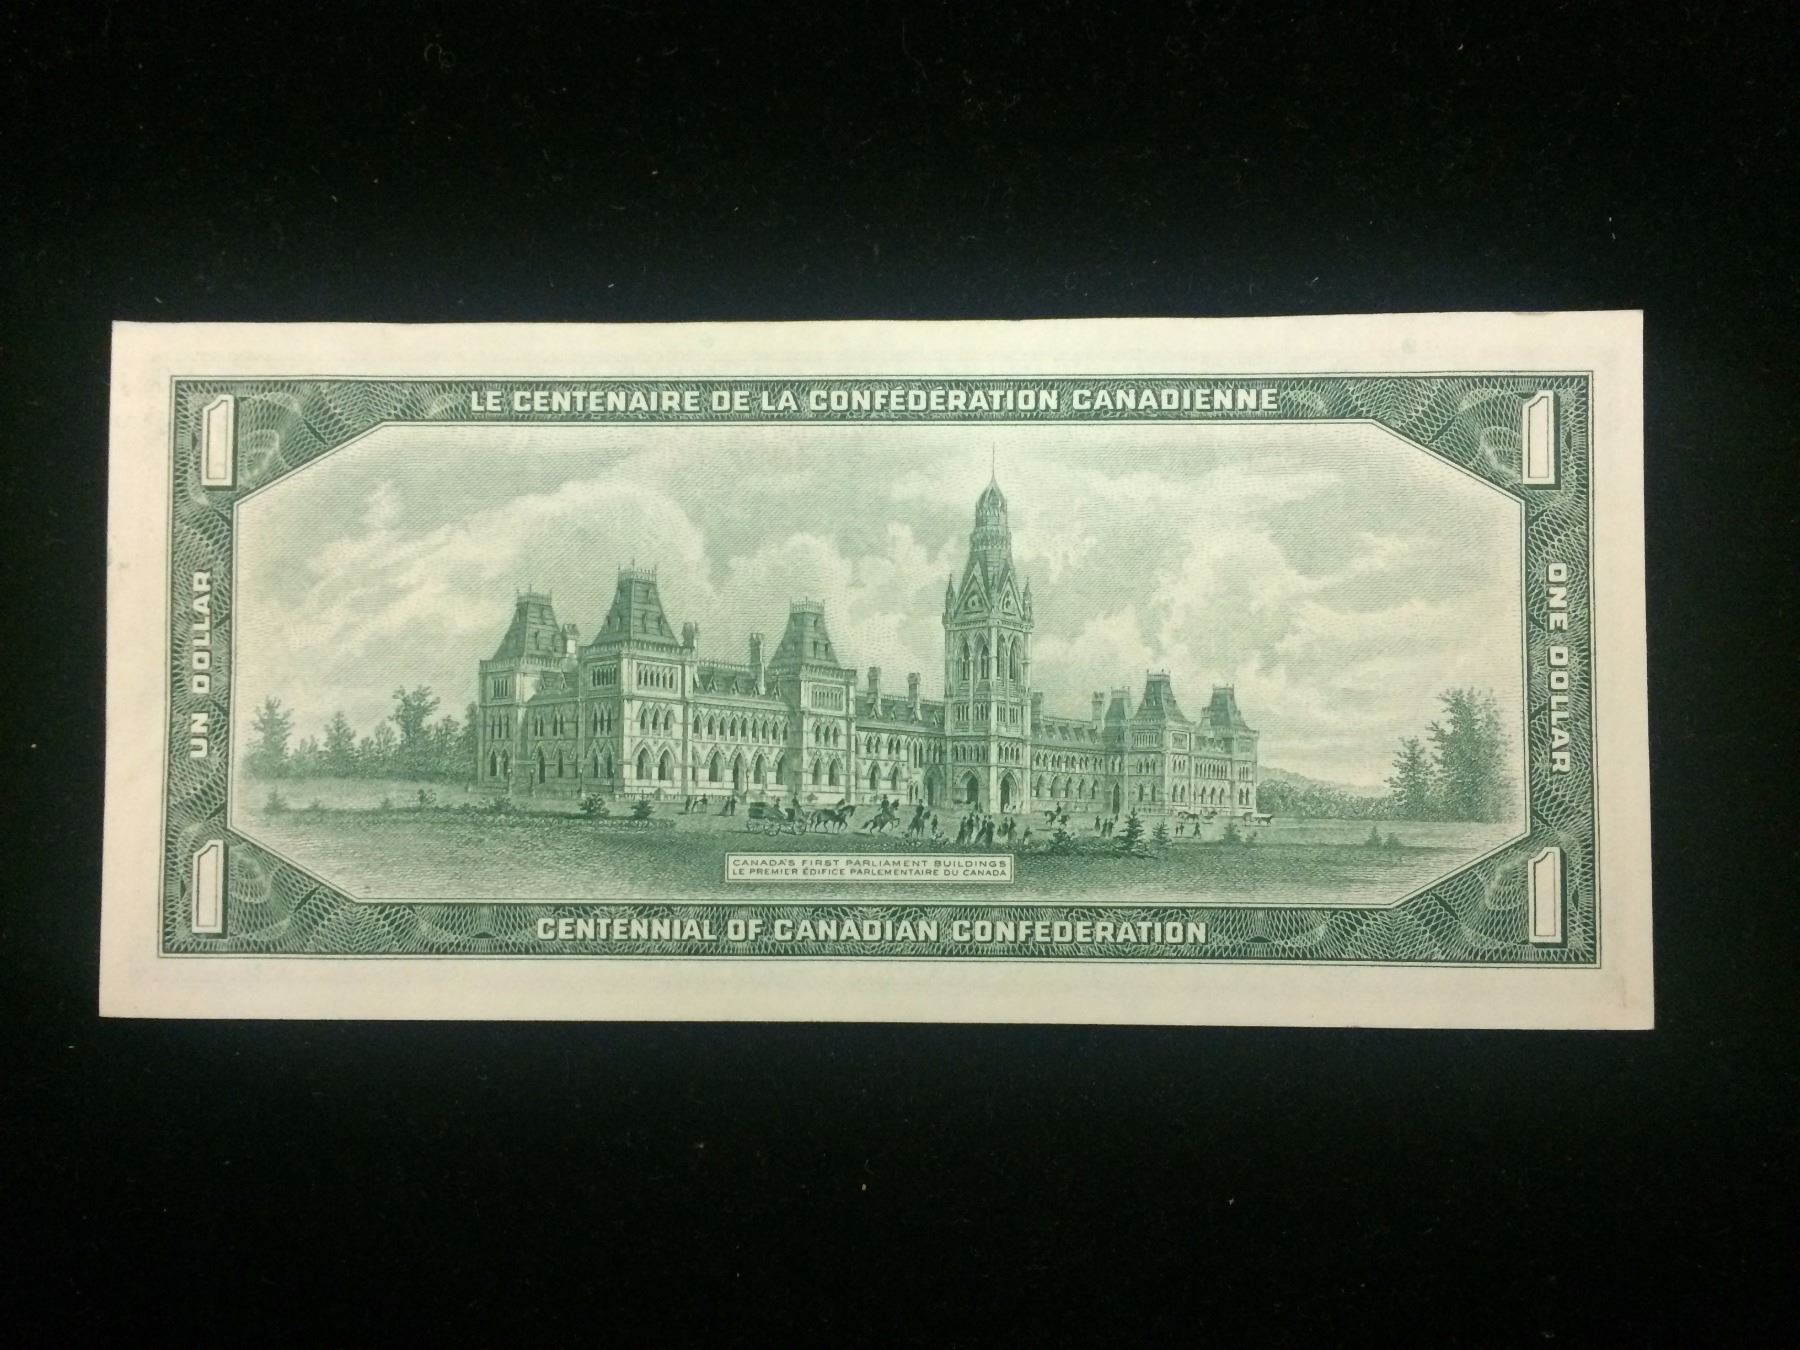 1 LE CENTENAIRE DE LA CONFÉDÉRATION CANADIENNE 1
UN DOLLAR
ONE DOLLAR
CANADA'S FIRST PARLIAMENT BUILDINGS
LE PREMIER ÉDIFICE PARLEMENTAIRE DU CANADA
1 CENTENNIAL OF CANADIAN CONFEDERATION 1